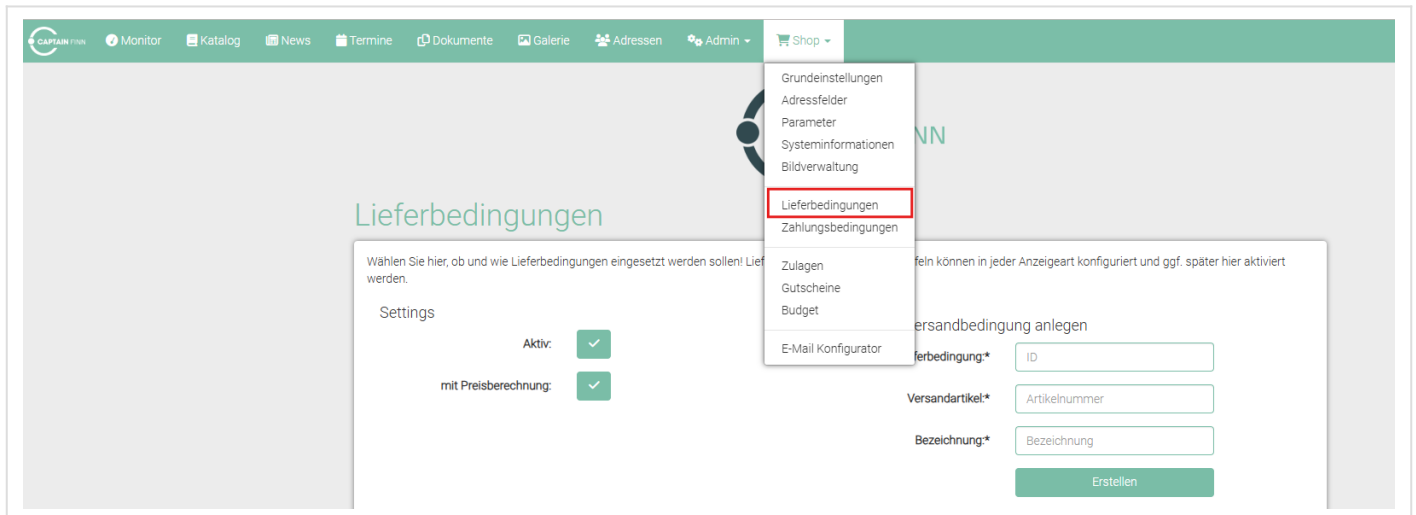 CAPTAIN FINN Monitor Katalog News Termine Dokumente Galerie Adressen Admin Shop
Grundeinstellungen
Adressfelder
Parameter
Systeminformationen
Bildverwaltung
Lieferbedingungen
Zahlungsbedingungen
Zulagen
Gutscheine
Budget
E-Mail Konfigurator
NN
Lieferbedingungen
Wählen Sie hier, ob und wie Lieferbedingungen eingesetzt werden sollen! Lief feln können in jeder Anzeigeart konfiguriert und ggf. später hier aktiviert
werden.
Settings
Aktiv:
mit Preisberechnung:
ersandbedingung anlegen
ferbedingung:* ID
Versandartikel:* Artikelnummer
Bezeichnung:* Bezeichnung
Erstellen